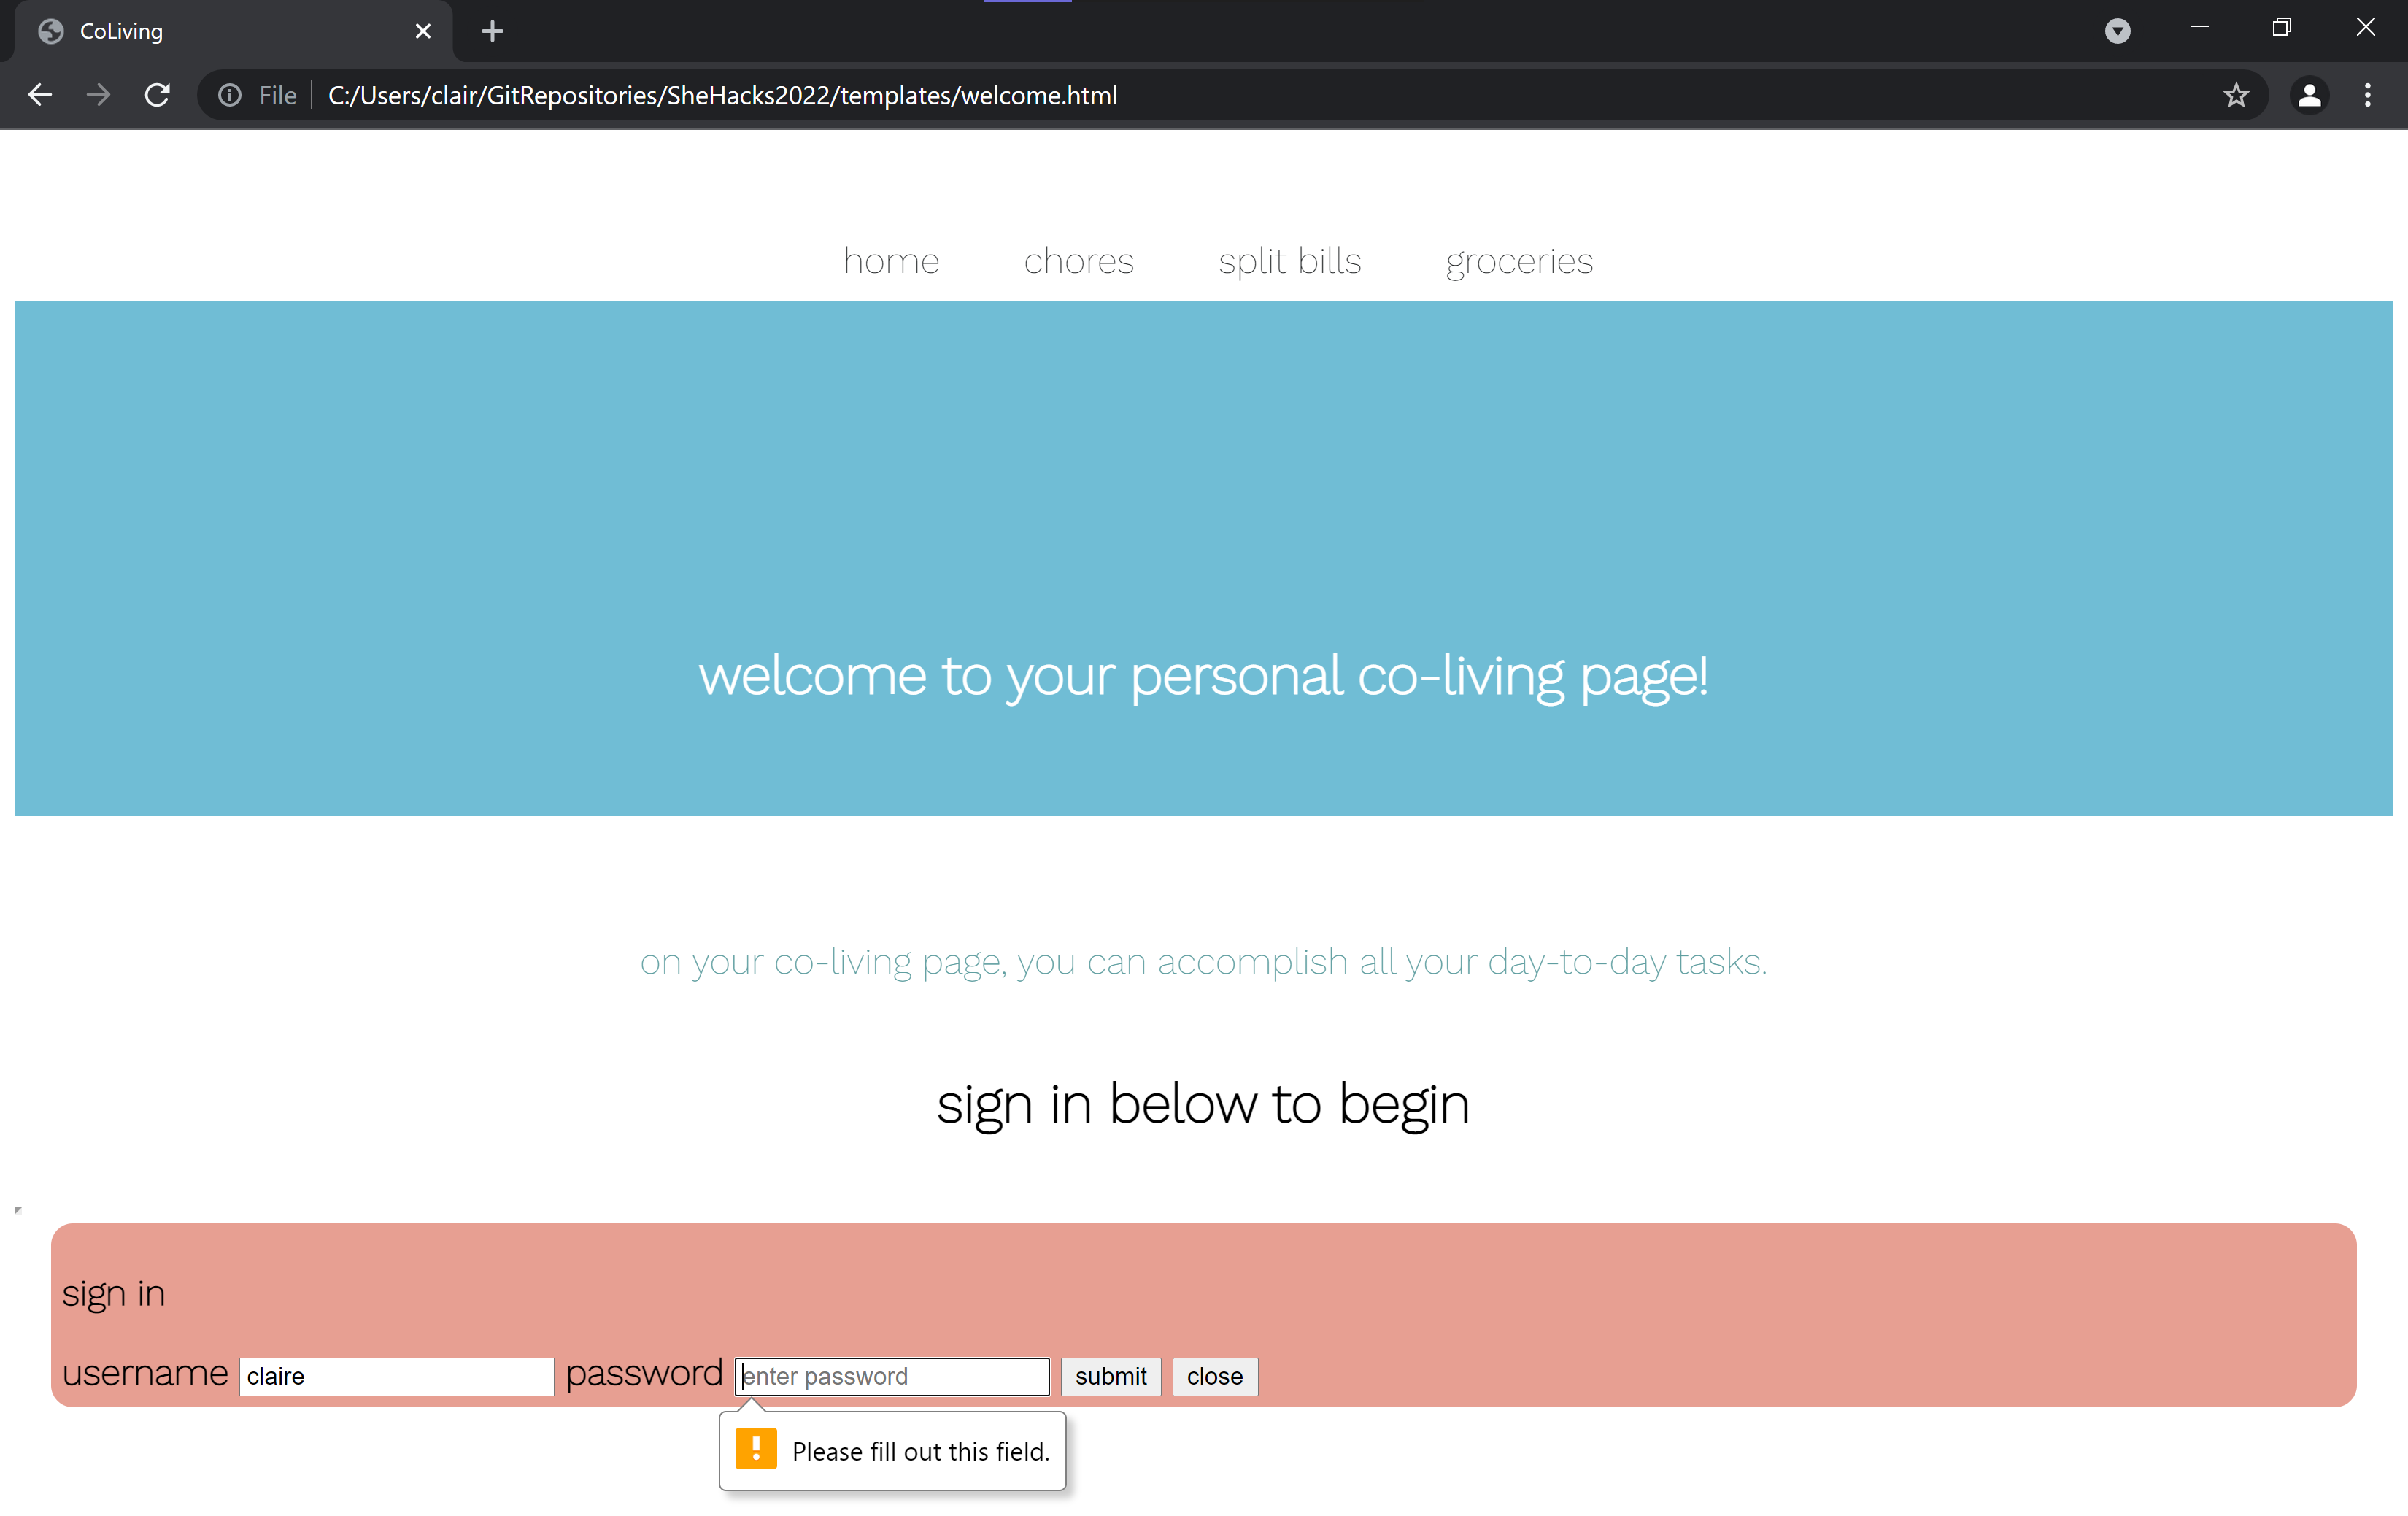 CoLiving
File C:/Users/clair/GitRepositories/SheHacks2022/templates/welcome.html
home chores split bills groceries
welcome to your personal co-living page!
on your co-living page, you can accomplish all your day-to-day tasks.
sign in below to begin
sign in
username claire password enter password submit close
Please fill out this field.